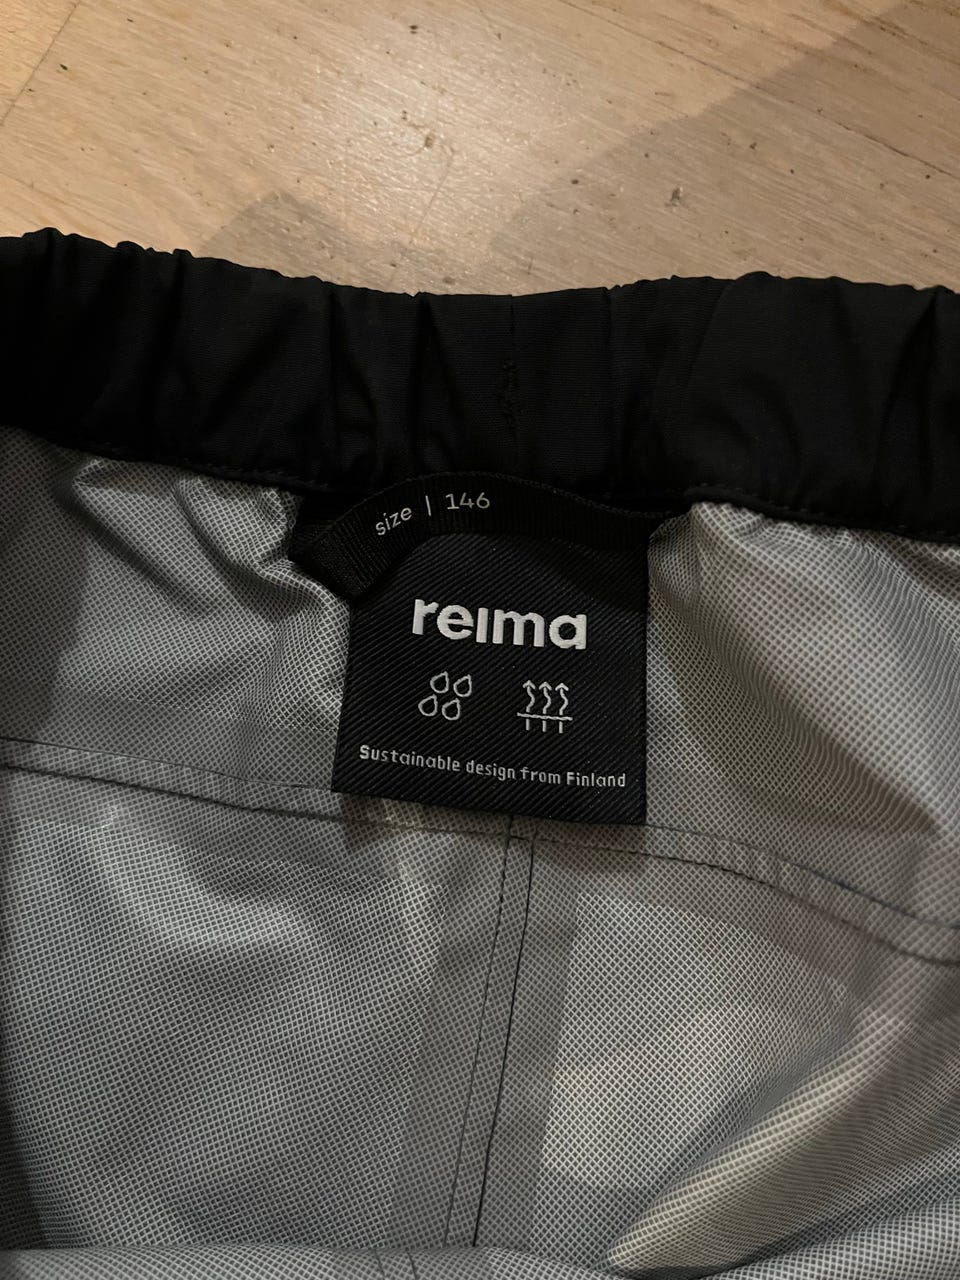 size | 146
reima
Sustainable design from Finland